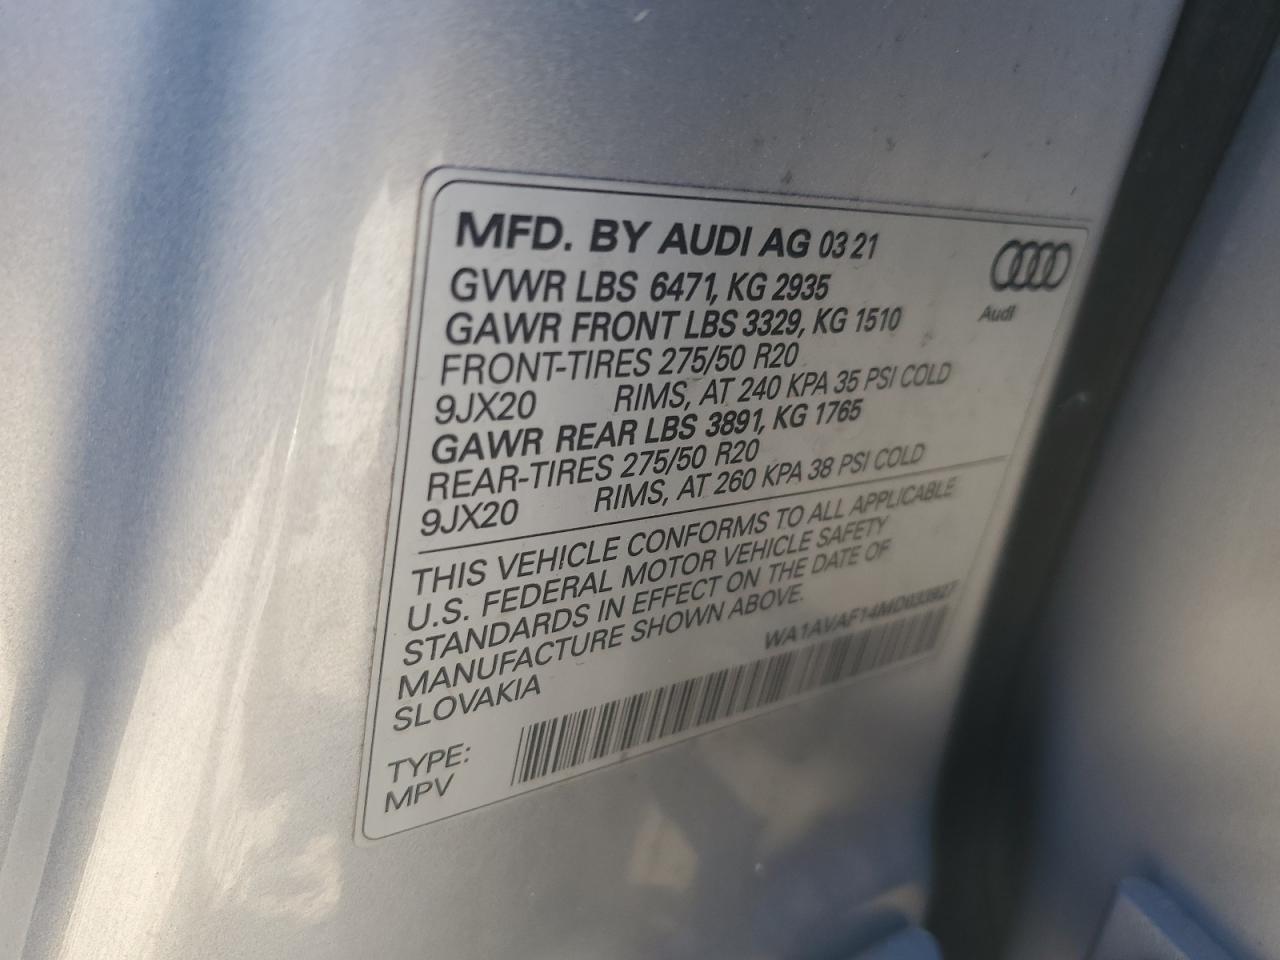 MFD. BY AUDI AG 03 21
GVWR LBS 6471, KG 2935
GAWR FRONT LBS 3329, KG 1510
FRONT-TIRES 275/50 R20
9JX20 RIMS, AT 240 KPA 35 PSI COLD
GAWR REAR LBS 3891, KG 1765
REAR-TIRES 275/50 R20
9JX20 RIMS, AT 260 KPA 38 PSI COLD
Audi
THIS VEHICLE CONFORMS TO ALL APPLICABLE
U.S. FEDERAL MOTOR VEHICLE SAFETY
STANDARDS IN EFFECT ON THE DATE OF
MANUFACTURE SHOWN ABOVE.
SLOVAKIA
TYPE:
MPV